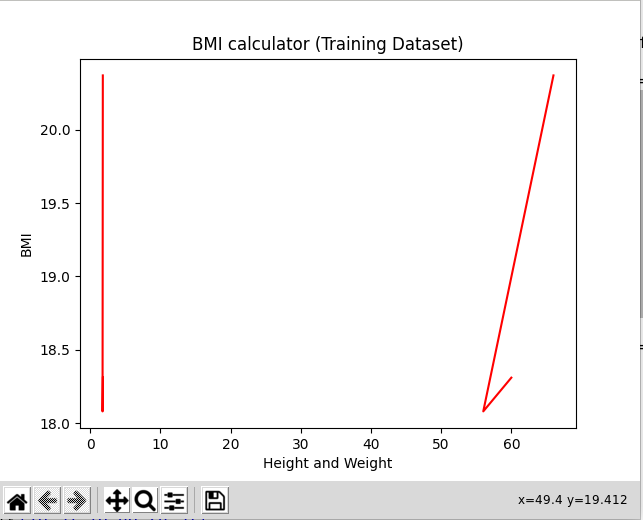 BMI calculator (Training Dataset)
20.0
19.5
19.0
18.5
18.0
BMI
0 10 20 30 40 50 60
Height and Weight
x=49.4 y=19.412